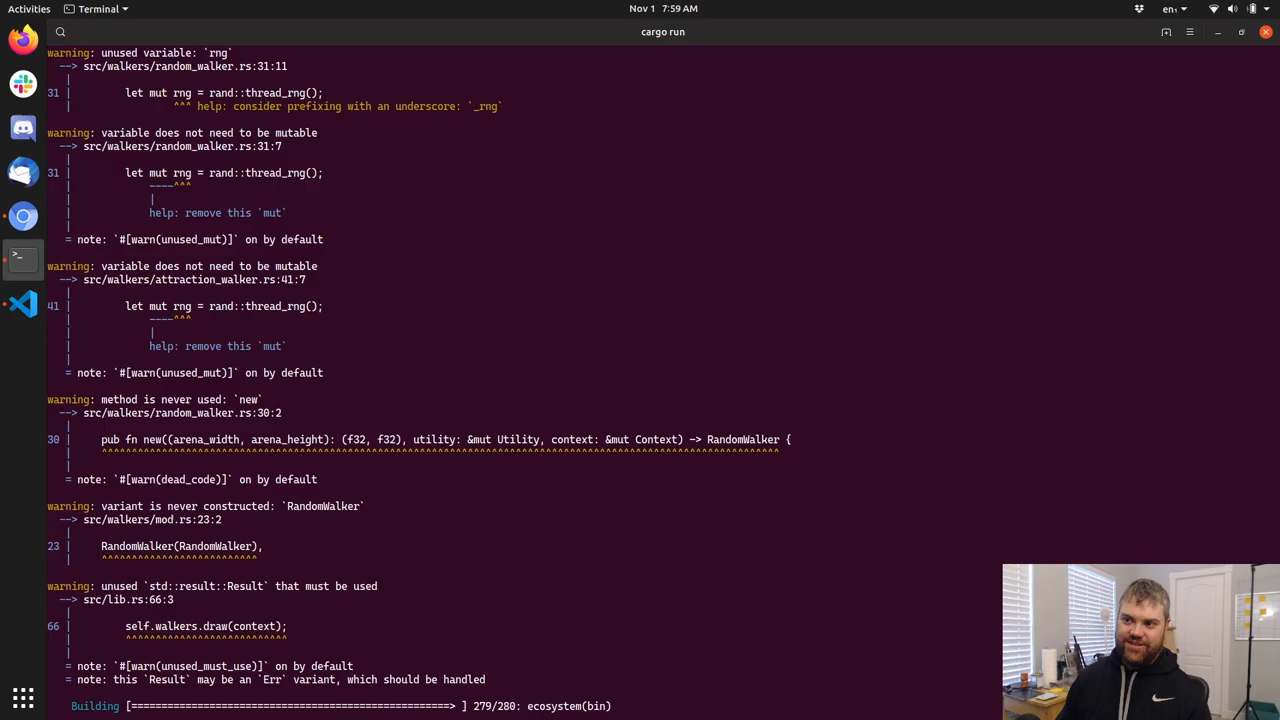 Activities
Terminal
Nov 1 7:59 AM
en₁
cargo run
warning: unused variable: `rng`
--> src/walkers/random_walker.rs:31:11
|
31 | let mut rng = rand::thread_rng();
| ^^^ help: consider prefixing with an underscore: `_rng`
warning: variable does not need to be mutable
--> src/walkers/random_walker.rs:31:7
|
31 | let mut rng = rand::thread_rng();
| ----^^^
| |
| help: remove this `mut`
|
= note: `#[warn(unused_mut)]` on by default
warning: variable does not need to be mutable
--> src/walkers/attraction_walker.rs:41:7
|
41 | let mut rng = rand::thread_rng();
| ----^^^
| |
| help: remove this `mut`
|
= note: `#[warn(unused_mut)]` on by default
warning: method is never used: `new`
--> src/walkers/random_walker.rs:30:2
|
30 | pub fn new((arena_width, arena_height): (f32, f32), utility: &mut Utility, context: &mut Context) -> RandomWalker {
| ^^^^^^^^^^^^^^^^^^^^^^^^^^^^^^^^^^^^^^^^^^^^^^^^^^^^^^^^^^^^^^^^^^^^^^^^^^^^^^^^^^^^^^^^^^^^^^^^^^^^^^^^^^^^^^^^^
|
= note: `#[warn(dead_code)]` on by default
warning: variant is never constructed: `RandomWalker`
--> src/walkers/mod.rs:23:2
|
23 | RandomWalker(RandomWalker),
| ^^^^^^^^^^^^^^^^^^^^^^^^^^
warning: unused `std::result::Result` that must be used
--> src/lib.rs:66:3
|
66 | self.walkers.draw(context);
| ^^^^^^^^^^^^^^^^^^^^^^^^^^^
|
= note: `#[warn(unused_must_use)]` on by default
= note: this `Result` may be an `Err` variant, which should be handled
Building [=====================================================> ] 279/280: ecosystem(bin)